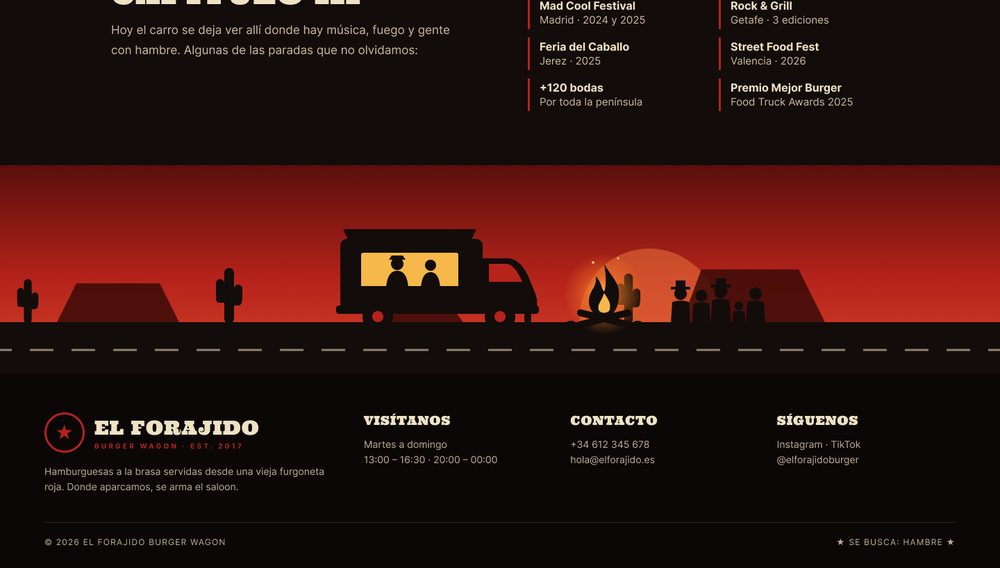 CAPÍTULO III
Hoy el carro se deja ver allí donde hay música, fuego y gente
con hambre. Algunas de las paradas que no olvidamos:
Mad Cool Festival
Madrid · 2024 y 2025
Rock & Grill
Getafe · 3 ediciones
Feria del Caballo
Jerez · 2025
Street Food Fest
Valencia · 2026
+120 bodas
Por toda la península
Premio Mejor Burger
Food Truck Awards 2025
EL FORAJIDO
BURGER WAGON · EST. 2017
Hamburguesas a la brasa servidas desde una vieja furgoneta
roja. Donde aparcamos, se arma el saloon.
VISÍTANOS
Martes a domingo
13:00 – 16:30 · 20:00 – 00:00
CONTACTO
+34 612 345 678
hola@elforajido.es
SÍGUENOS
Instagram · TikTok
@elforajidoburger
© 2026 EL FORAJIDO BURGER WAGON
★ SE BUSCA: HAMBRE ★